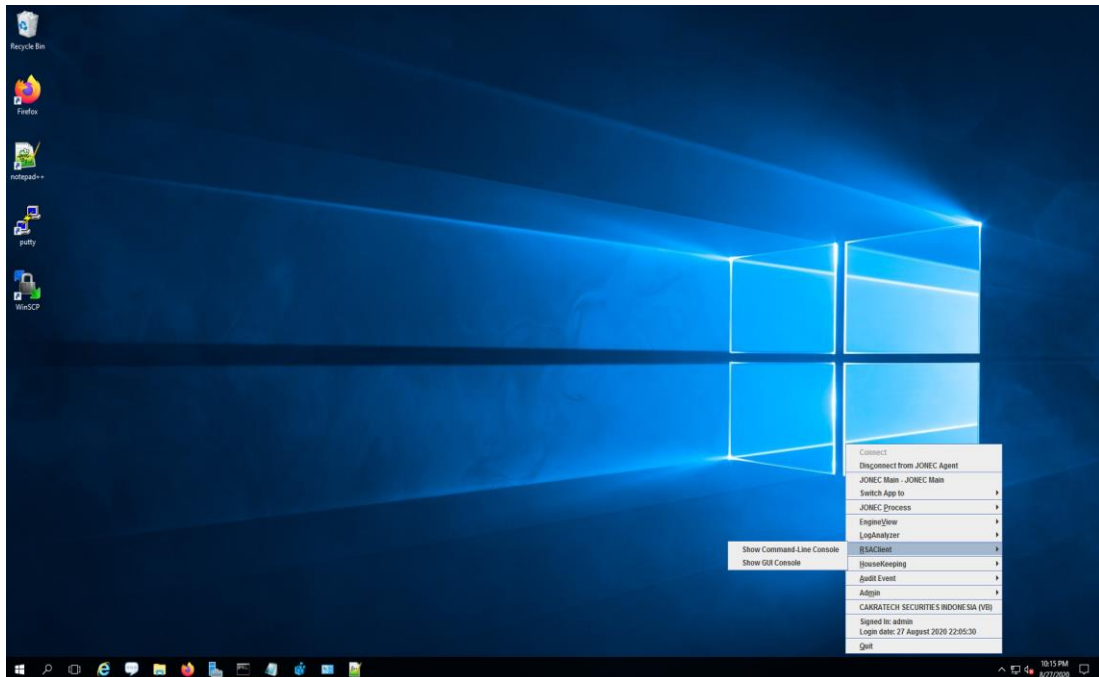 Recycle Bin
Firefox
notepad++
putty
WinSCP
Connect
Disconnect from JONEC Agent
JONEC Main - JONEC Main
Switch App to
JONEC Process
EngineView
LogAnalyzer
Show Command-Line Console
RSAClient
Show GUI Console
HouseKeeping
Audit Event
Admin
CAKRATECH SECURITIES INDONESIA (VB)
Signed In: admin
Login date: 27 August 2020 22:05:30
Quit
10:15 PM
8/27/2020